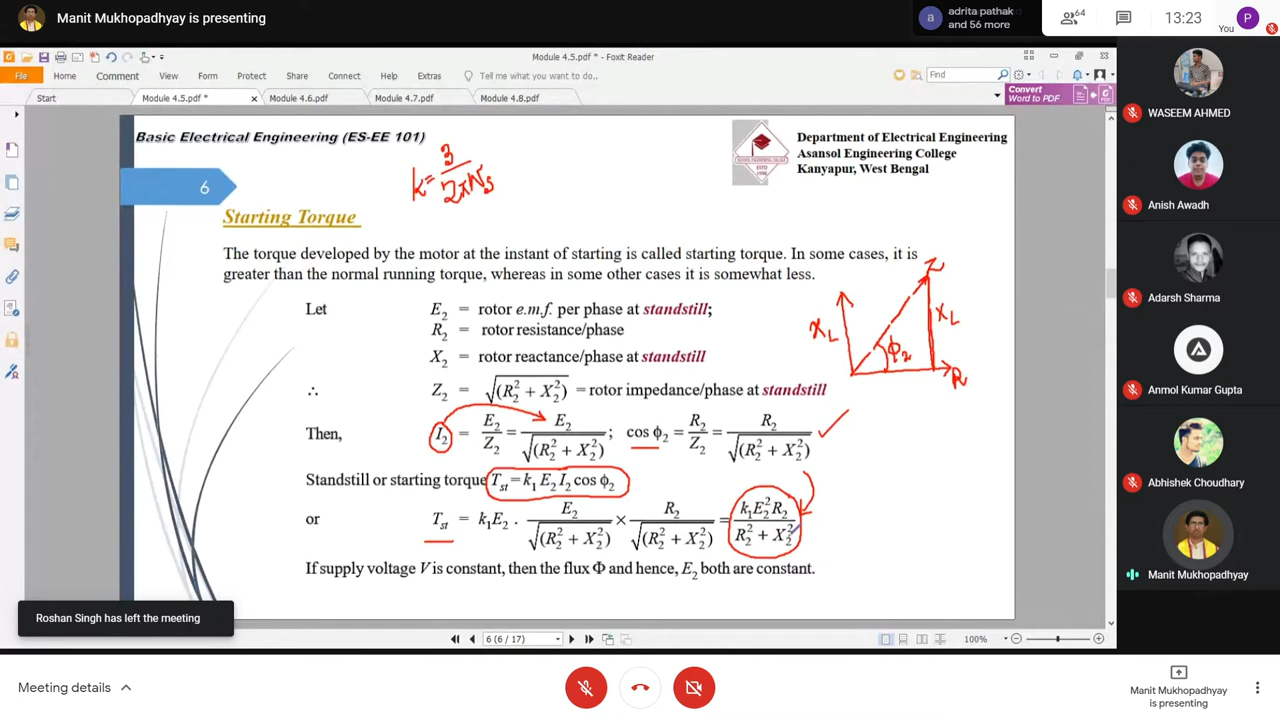 Manit Mukhopadhyay is presenting
a
adrita pathak
and 56 more
64
13:23
P
You
Module 4.5.pdf * - Foxit Reader
File Home Comment View Form Protect Share Connect Help Extras Tell me what you want to do... Find
Start Module 4.5.pdf * Module 4.6.pdf Module 4.7.pdf Module 4.8.pdf
Convert
Word to PDF
Basic Electrical Engineering (ES-EE 101)
Department of Electrical Engineering
Asansol Engineering College
Kanyapur, West Bengal
6
k = 3 / 2πNs
Starting Torque
The torque developed by the motor at the instant of starting is called starting torque. In some cases, it is
greater than the normal running torque, whereas in some other cases it is somewhat less.
Let E₂ = rotor e.m.f. per phase at standstill;
R₂ = rotor resistance/phase
X₂ = rotor reactance/phase at standstill
∴ Z₂ = √(R₂² + X₂²) = rotor impedance/phase at standstill
Then, I₂ = E₂/Z₂ = E₂/√(R₂² + X₂²); cos ϕ₂ = R₂/Z₂ = R₂/√(R₂² + X₂²)
Standstill or starting torque Tst = k₁ E₂ I₂ cos ϕ₂
or Tst = k₁E₂ · E₂/√(R₂² + X₂²) × R₂/√(R₂² + X₂²) = k₁E₂²R₂/R₂² + X₂²
If supply voltage V is constant, then the flux Φ and hence, E₂ both are constant.
Z
XL
XL
ϕ₂
R
6 (6 / 17)
100%
Roshan Singh has left the meeting
WASEEM AHMED
Anish Awadh
Adarsh Sharma
Anmol Kumar Gupta
Abhishek Choudhary
Manit Mukhopadhyay
Meeting details
Manit Mukhopadhyay
is presenting